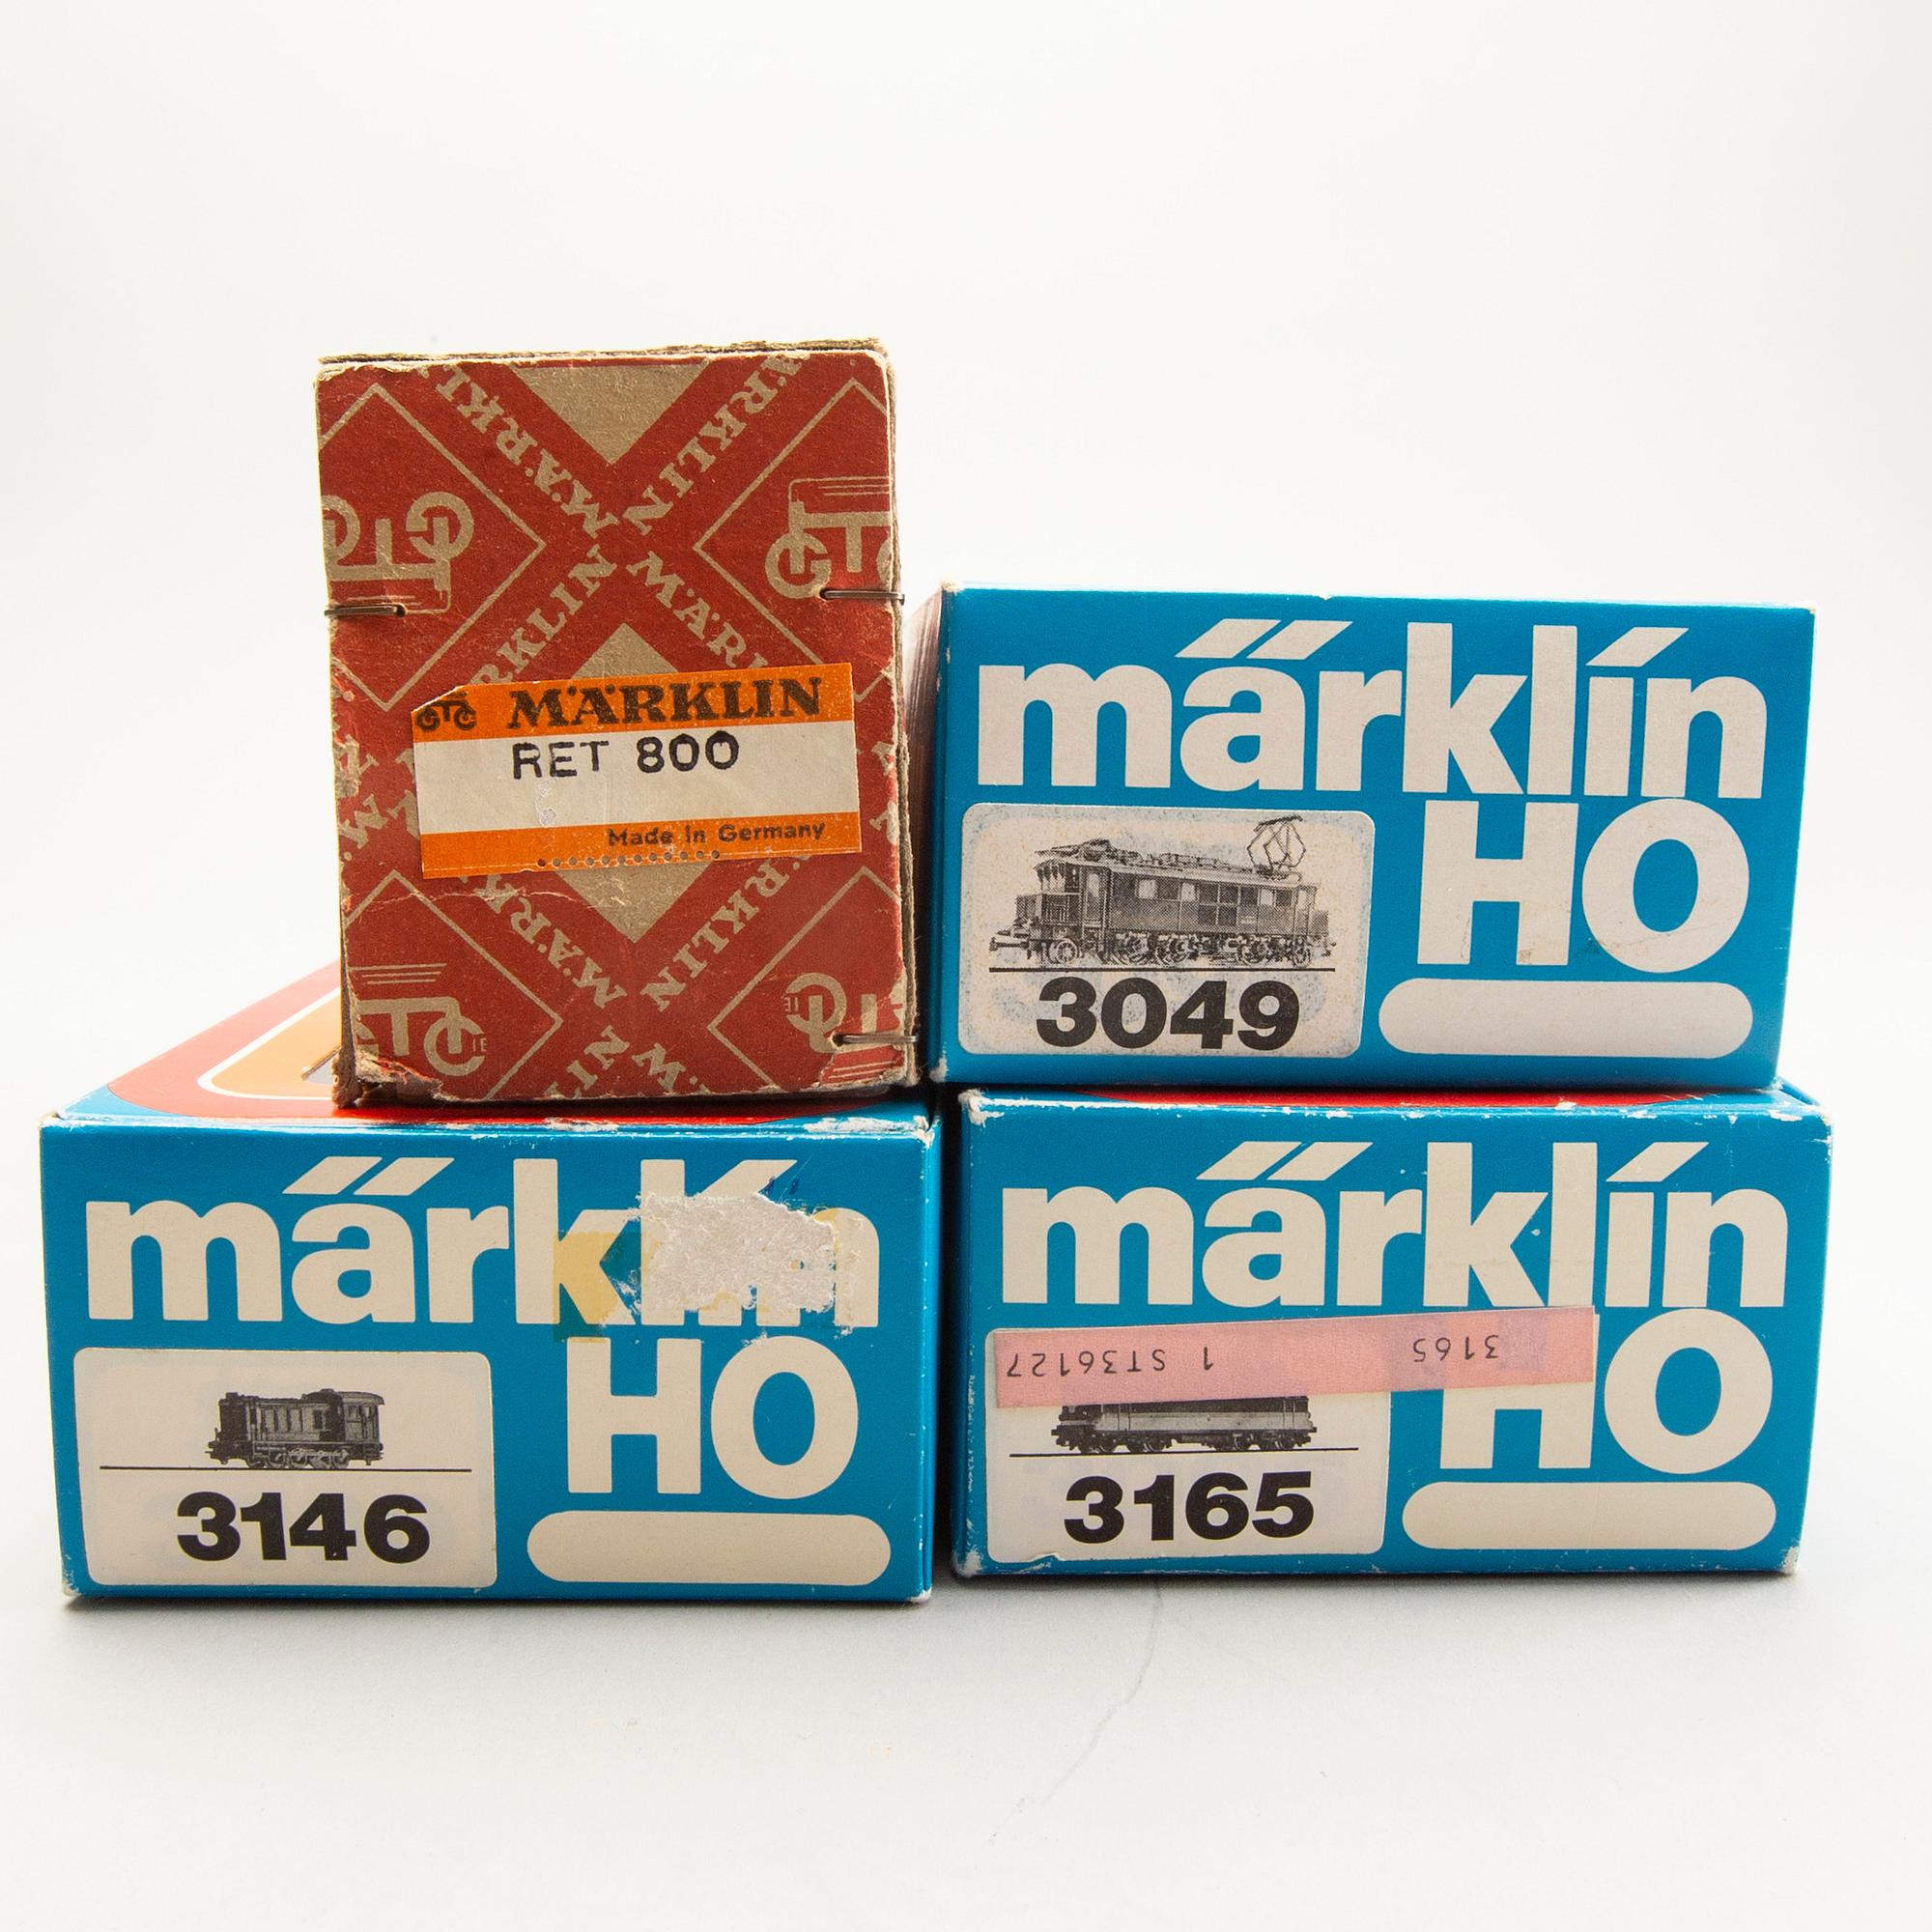 MÄRKLIN
MÄRKLIN
MÄRKLIN
MÄRKLIN
RET 800
Made in Germany
märklin
HO
3049
märklin
HO
3146
märklin
3165 1 ST36127
HO
3165